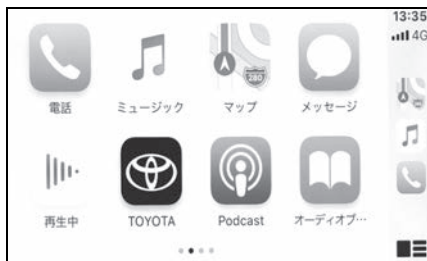 13:35
4G
電話
ミュージック
マップ
280
メッセージ
再生中
TOYOTA
Podcast
オーディオブ…